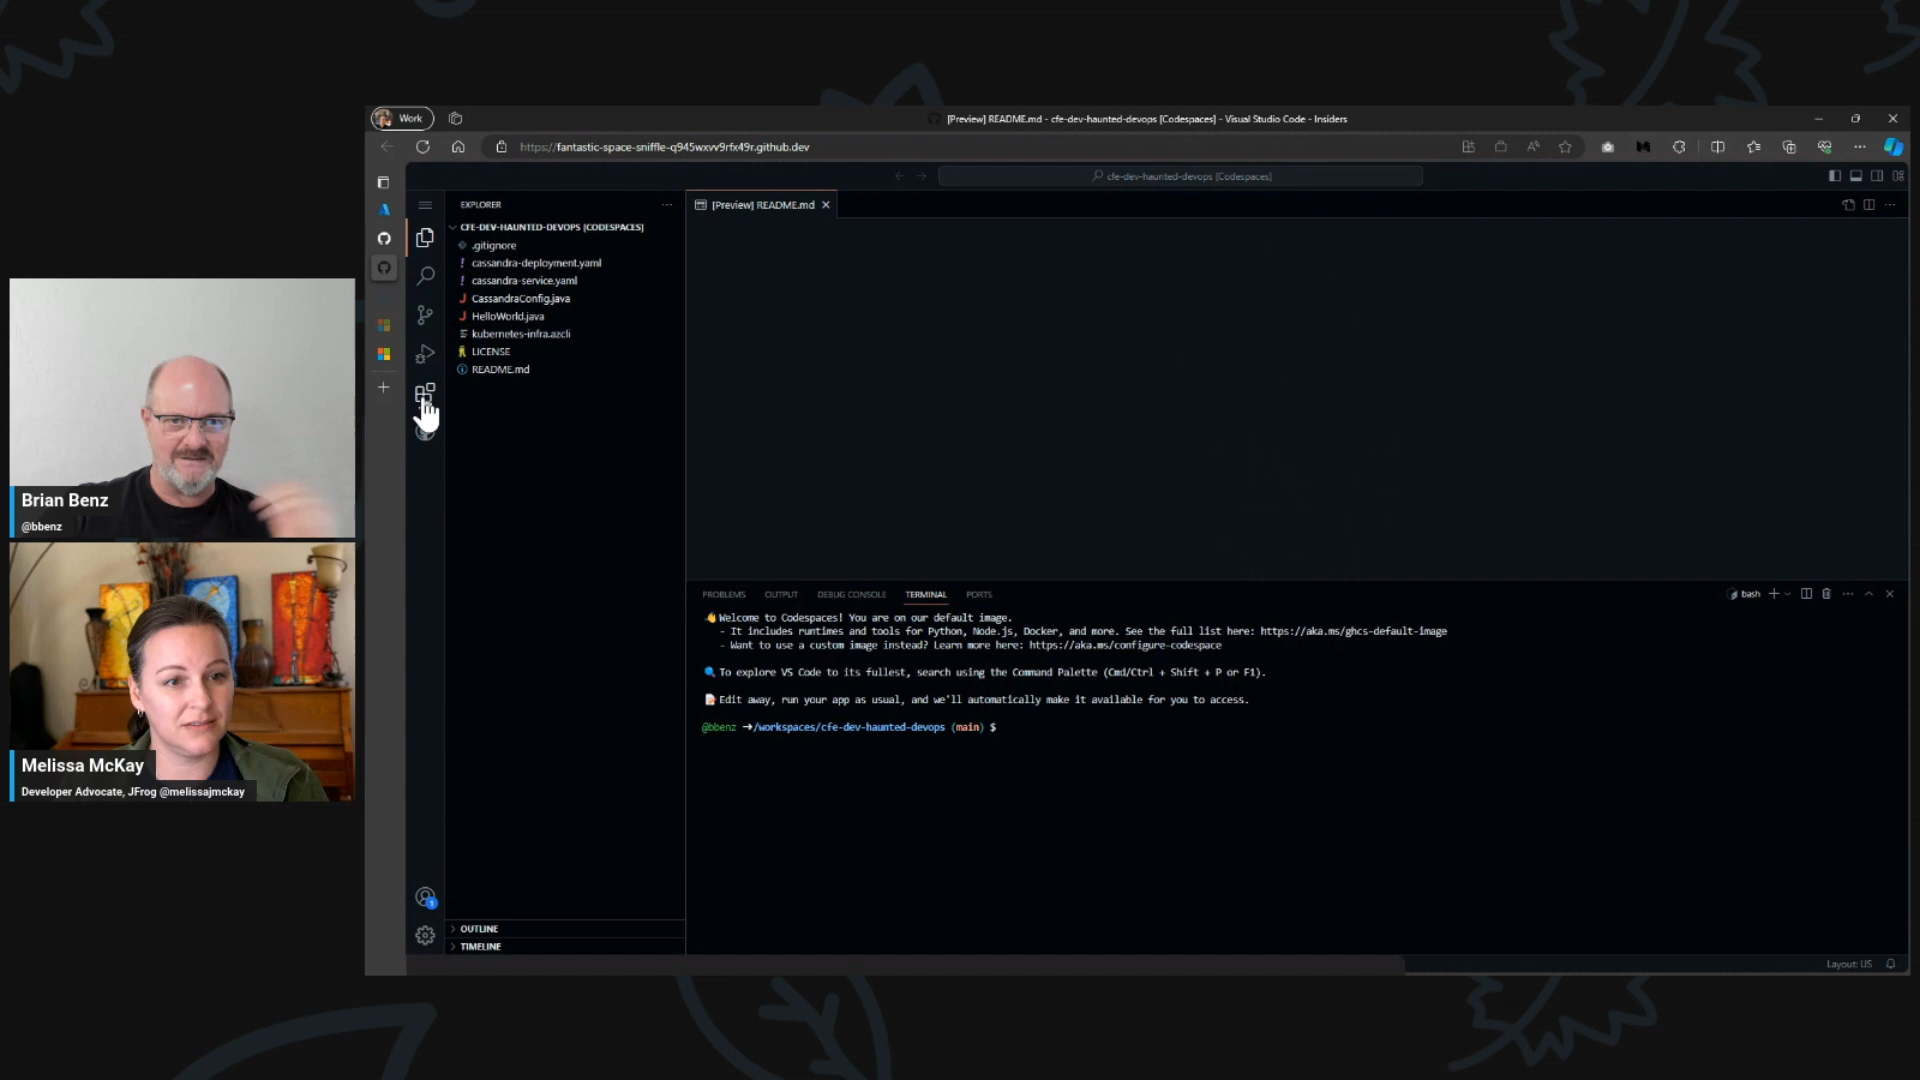 Work
[Preview] README.md - cfe-dev-haunted-devops [Codespaces] - Visual Studio Code - Insiders
https://fantastic-space-sniffle-q945wxvv9rfx49r.github.dev
cfe-dev-haunted-devops [Codespaces]
EXPLORER
CFE-DEV-HAUNTED-DEVOPS [CODESPACES]
.gitignore
cassandra-deployment.yaml
cassandra-service.yaml
CassandraConfig.java
HelloWorld.java
kubernetes-infra.azcli
LICENSE
README.md
OUTLINE
TIMELINE
[Preview] README.md
PROBLEMS OUTPUT DEBUG CONSOLE TERMINAL PORTS
bash
👋 Welcome to Codespaces! You are on our default image.
- It includes runtimes and tools for Python, Node.js, Docker, and more. See the full list here: https://aka.ms/ghcs-default-image
- Want to use a custom image instead? Learn more here: https://aka.ms/configure-codespace
🔍 To explore VS Code to its fullest, search using the Command Palette (Cmd/Ctrl + Shift + P or F1).
📝 Edit away, run your app as usual, and we'll automatically make it available for you to access.
@bbenz ➜/workspaces/cfe-dev-haunted-devops (main) $
Layout: US
Brian Benz
@bbenz
Melissa McKay
Developer Advocate, JFrog @melissajmckay